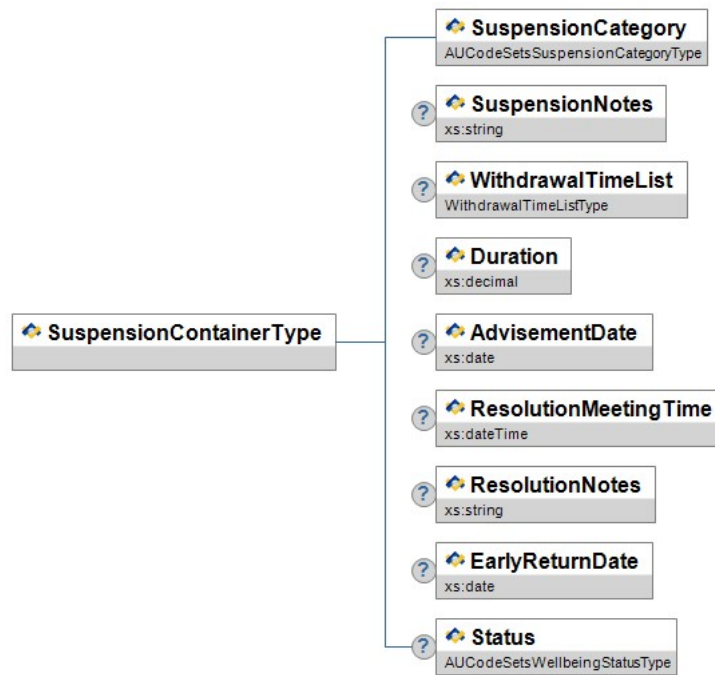 SuspensionCategory
AUCodeSetsSuspensionCategoryType
?
SuspensionNotes
xs:string
?
WithdrawalTimeList
WithdrawalTimeListType
?
Duration
xs:decimal
SuspensionContainerType
?
AdvisementDate
xs:date
?
ResolutionMeetingTime
xs:dateTime
?
ResolutionNotes
xs:string
?
EarlyReturnDate
xs:date
?
Status
AUCodeSetsWellbeingStatusType